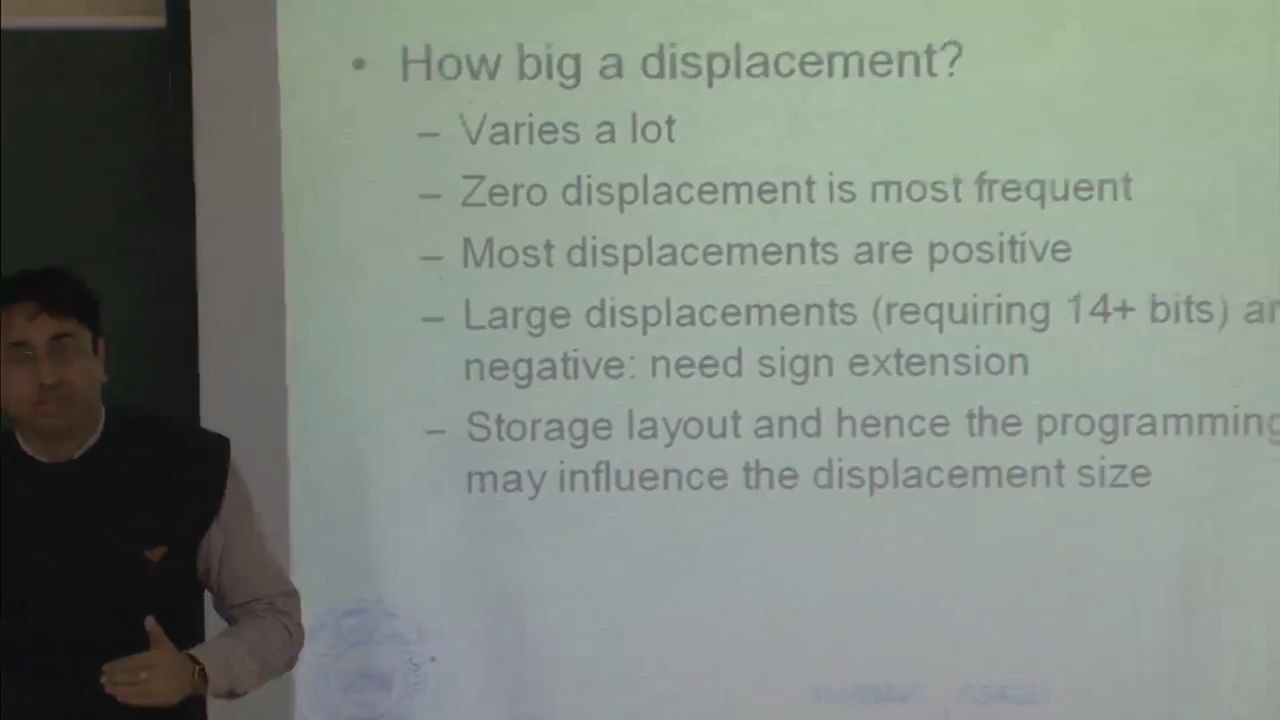 • How big a displacement?
– Varies a lot
– Zero displacement is most frequent
– Most displacements are positive
– Large displacements (requiring 14+ bits)
negative: need sign extension
– Storage layout and hence the programming
may influence the displacement size